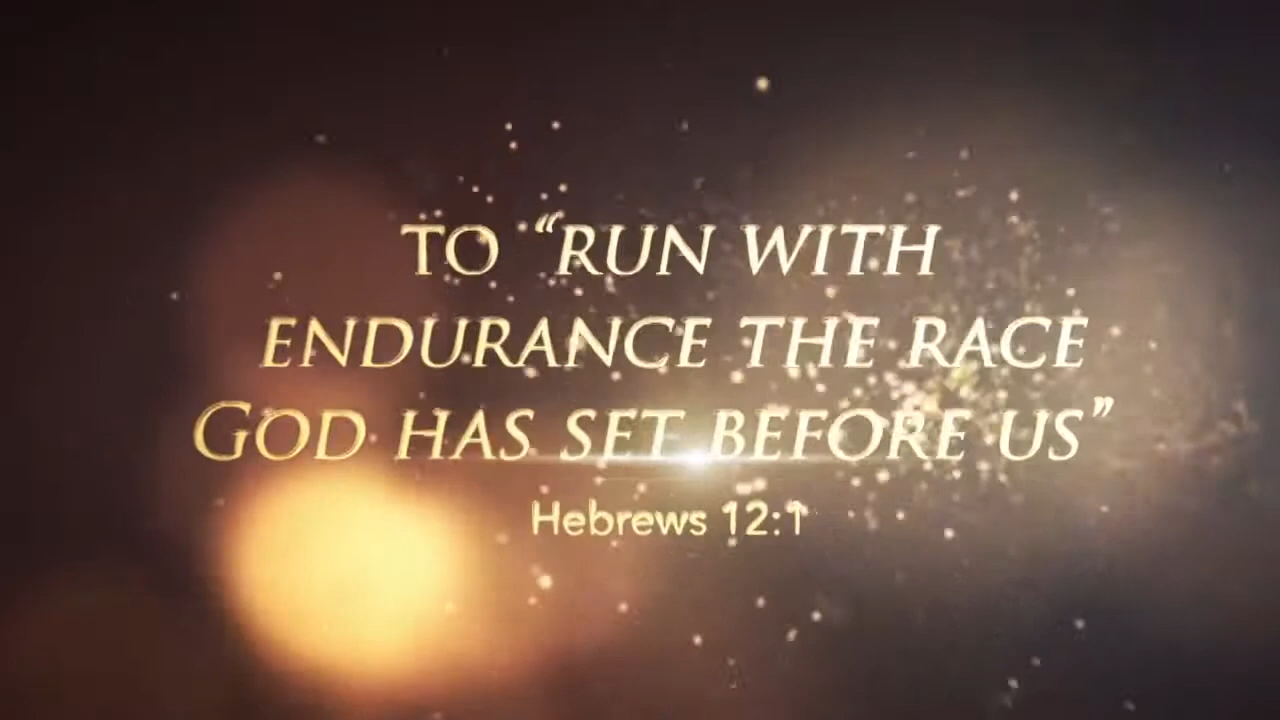 TO “RUN WITH
ENDURANCE THE RACE
GOD HAS SET BEFORE US”
Hebrews 12:1